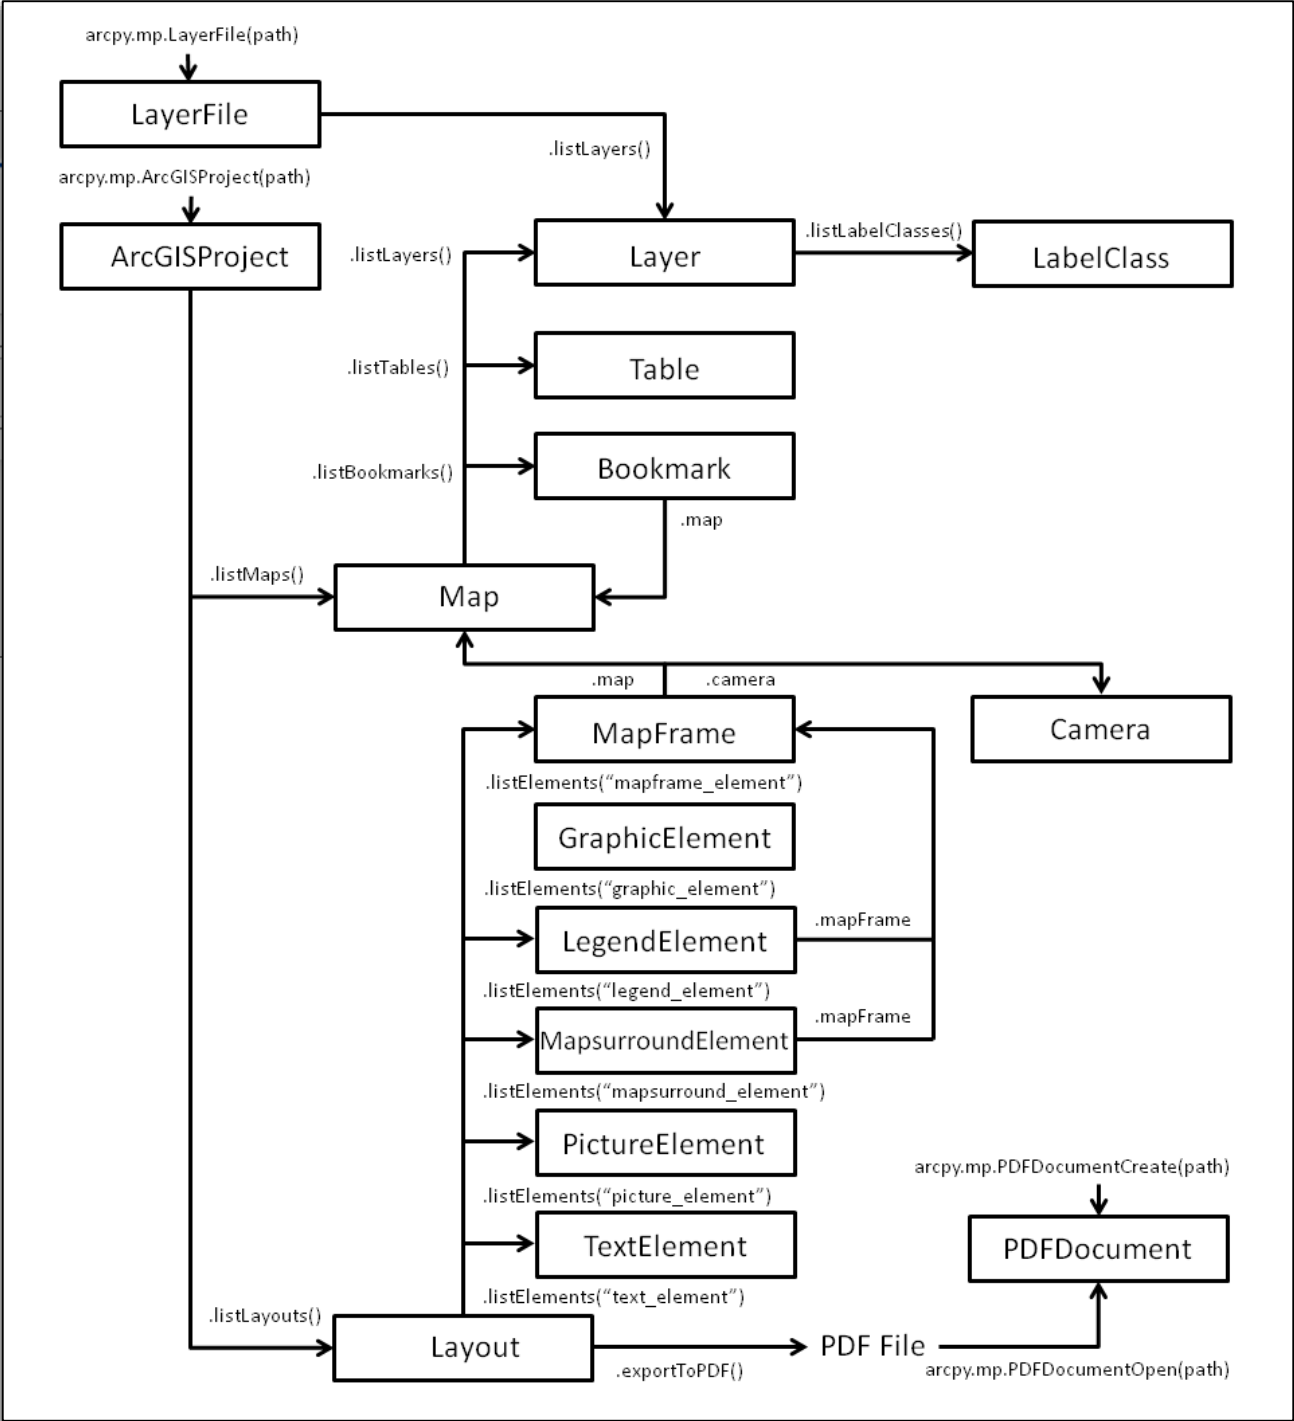 arcpy.mp.LayerFile(path)
LayerFile
.listLayers()
arcpy.mp.ArcGISProject(path)
ArcGISProject
.listLayers()
Layer
.listLabelClasses()
LabelClass
.listTables()
Table
.listBookmarks()
Bookmark
.map
.listMaps()
Map
.map
.camera
MapFrame
Camera
.listElements(“mapframe_element”)
GraphicElement
.listElements(“graphic_element”)
LegendElement
.mapFrame
.listElements(“legend_element”)
MapsurroundElement
.mapFrame
.listElements(“mapsurround_element”)
PictureElement
.listElements(“picture_element”)
TextElement
.listElements(“text_element”)
arcpy.mp.PDFDocumentCreate(path)
PDFDocument
.listLayouts()
Layout
.exportToPDF()
PDF File
arcpy.mp.PDFDocumentOpen(path)